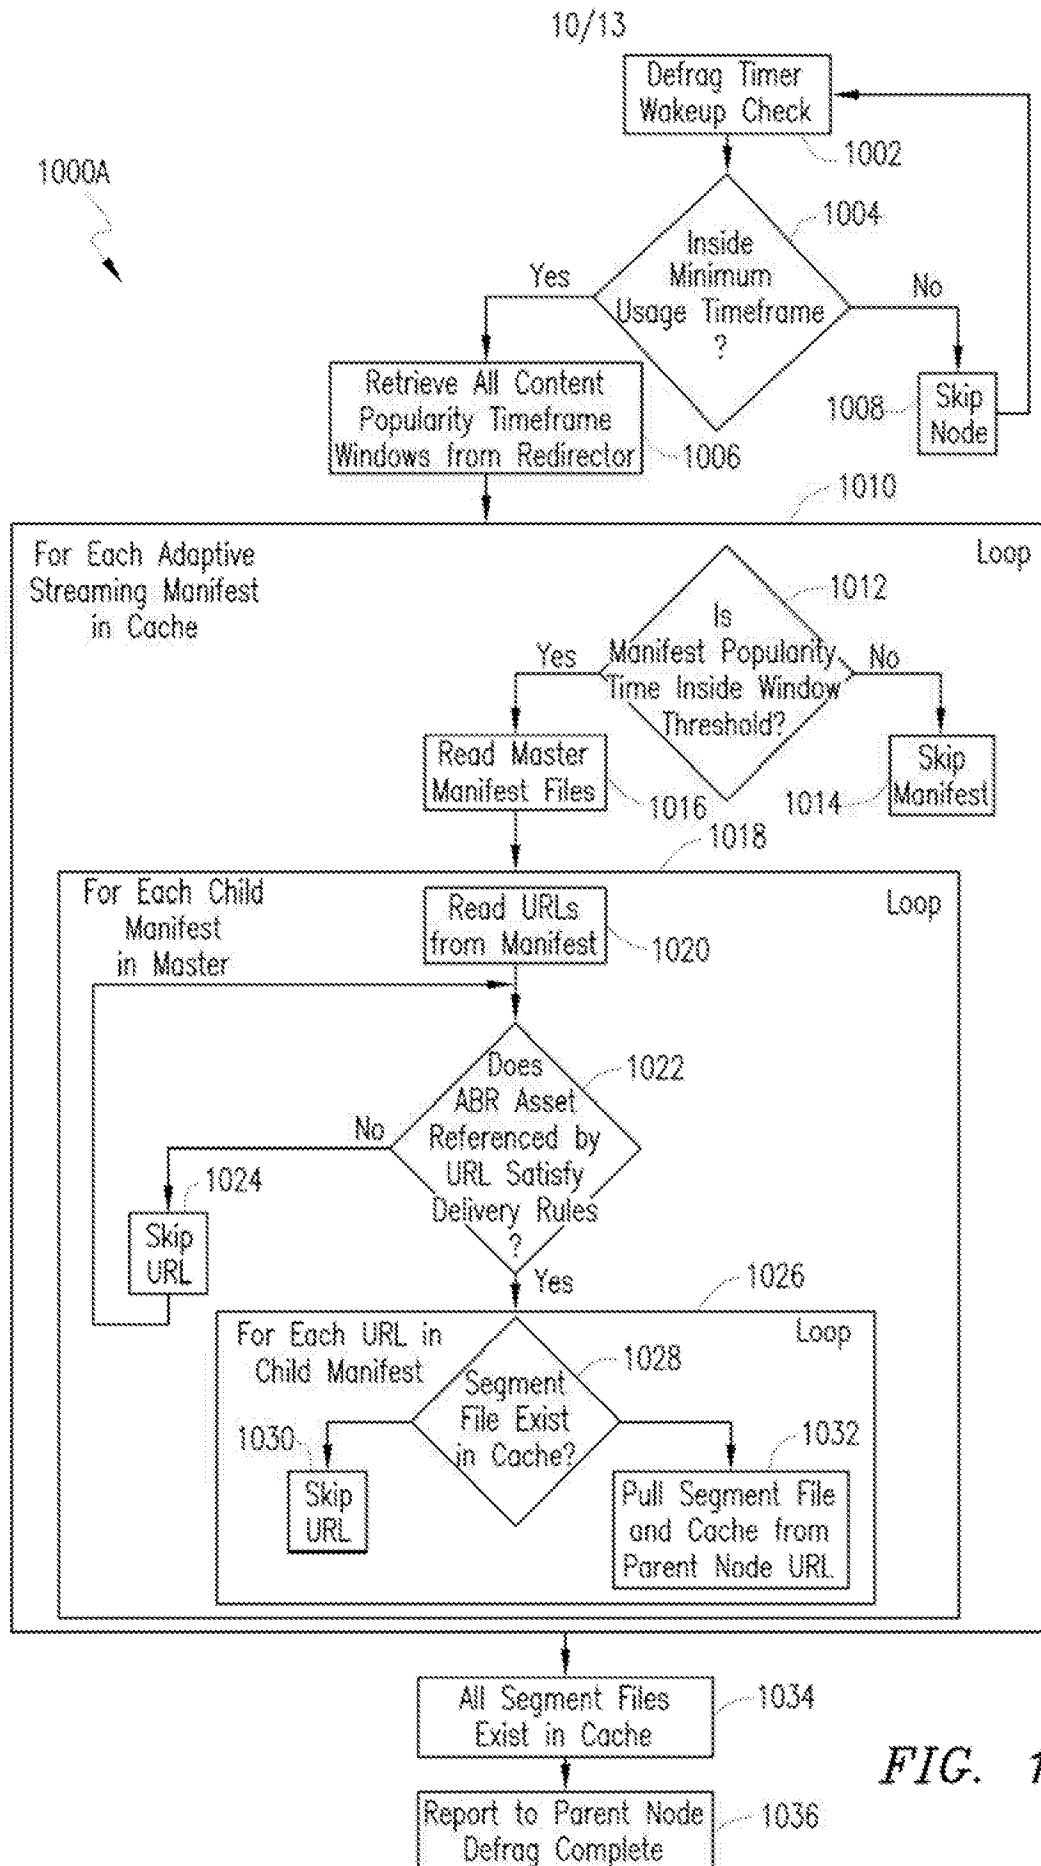 10/13
Defrag Timer
Wakeup Check
1002
1000A
1004
Inside
Minimum
Usage Timeframe
?
Yes
No
Retrieve All Content
Popularity Timeframe
Windows from Redirector
1006
1008
Skip
Node
1010
For Each Adaptive
Streaming Manifest
in Cache
Loop
1012
Is
Manifest Popularity
Time Inside Window
Threshold?
Yes
No
Read Master
Manifest Files
1016
1014
Skip
Manifest
1018
For Each Child
Manifest
in Master
Loop
Read URLs
from Manifest
1020
Does
ABR Asset
Referenced by
URL Satisfy
Delivery Rules
?
1022
No
1024
Skip
URL
Yes
1026
For Each URL in
Child Manifest
Loop
1028
Segment
File Exist
in Cache?
1030
Skip
URL
1032
Pull Segment File
and Cache from
Parent Node URL
All Segment Files
Exist in Cache
1034
FIG. 1
Report to Parent Node
Defrag Complete
1036